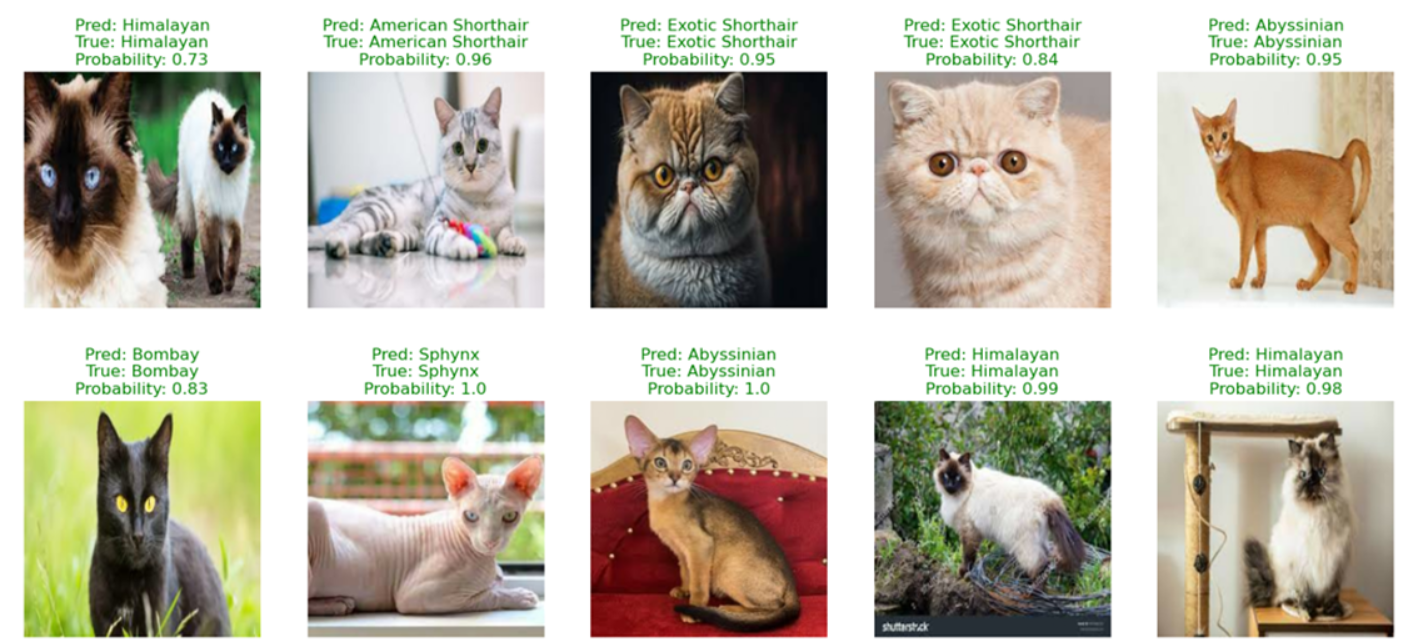 Pred: Himalayan
True: Himalayan
Probability: 0.73
Pred: American Shorthair
True: American Shorthair
Probability: 0.96
Pred: Exotic Shorthair
True: Exotic Shorthair
Probability: 0.95
Pred: Exotic Shorthair
True: Exotic Shorthair
Probability: 0.84
Pred: Abyssinian
True: Abyssinian
Probability: 0.95
Pred: Bombay
True: Bombay
Probability: 0.83
Pred: Sphynx
True: Sphynx
Probability: 1.0
Pred: Abyssinian
True: Abyssinian
Probability: 1.0
Pred: Himalayan
True: Himalayan
Probability: 0.99
shutterstock
Pred: Himalayan
True: Himalayan
Probability: 0.98